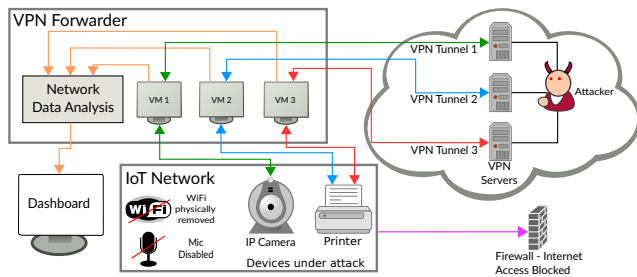 VPN Forwarder
Network
Data Analysis
VM 1
VM 2
VM 3
VPN Tunnel 1
VPN Tunnel 2
VPN Tunnel 3
Attacker
VPN
Servers
Dashboard
IoT Network
WiFi
WiFi
physically
removed
Mic
Disabled
IP Camera
Printer
Devices under attack
Firewall - Internet
Access Blocked